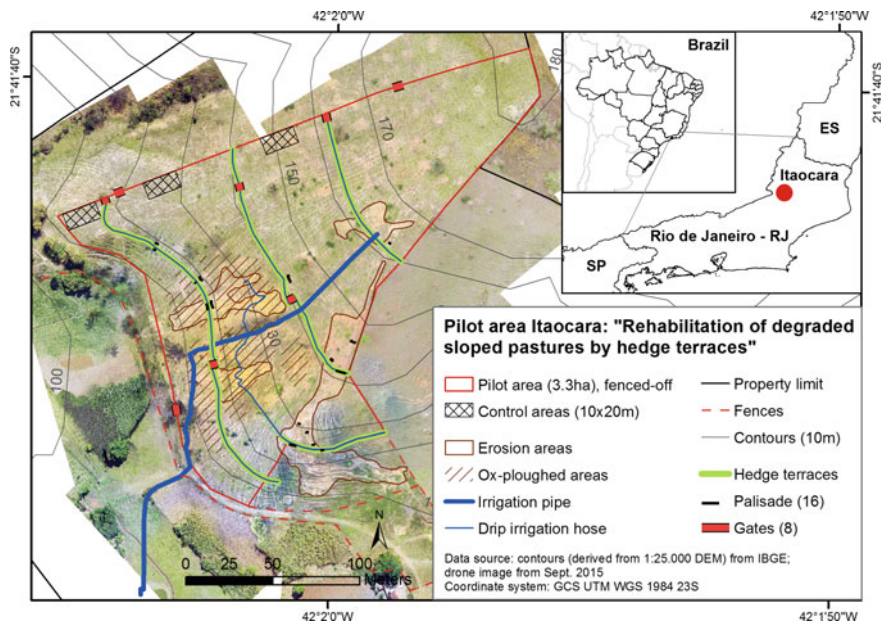 42°2'0"W
42°1'50"W
21°41'40"S
21°41'40"S
Brazil
180
170
150
130
100
ES
Itaocara
Rio de Janeiro - RJ
SP
Pilot area Itaocara: "Rehabilitation of degraded
sloped pastures by hedge terraces"
Pilot area (3.3ha), fenced-off
Control areas (10x20m)
Erosion areas
Ox-ploughed areas
Irrigation pipe
Drip irrigation hose
Property limit
Fences
Contours (10m)
Hedge terraces
Palisade (16)
Gates (8)
Data source: contours (derived from 1:25.000 DEM) from IBGE;
drone image from Sept. 2015
Coordinate system: GCS UTM WGS 1984 23S
N
0 25 50 100
Meters
42°2'0"W
42°1'50"W